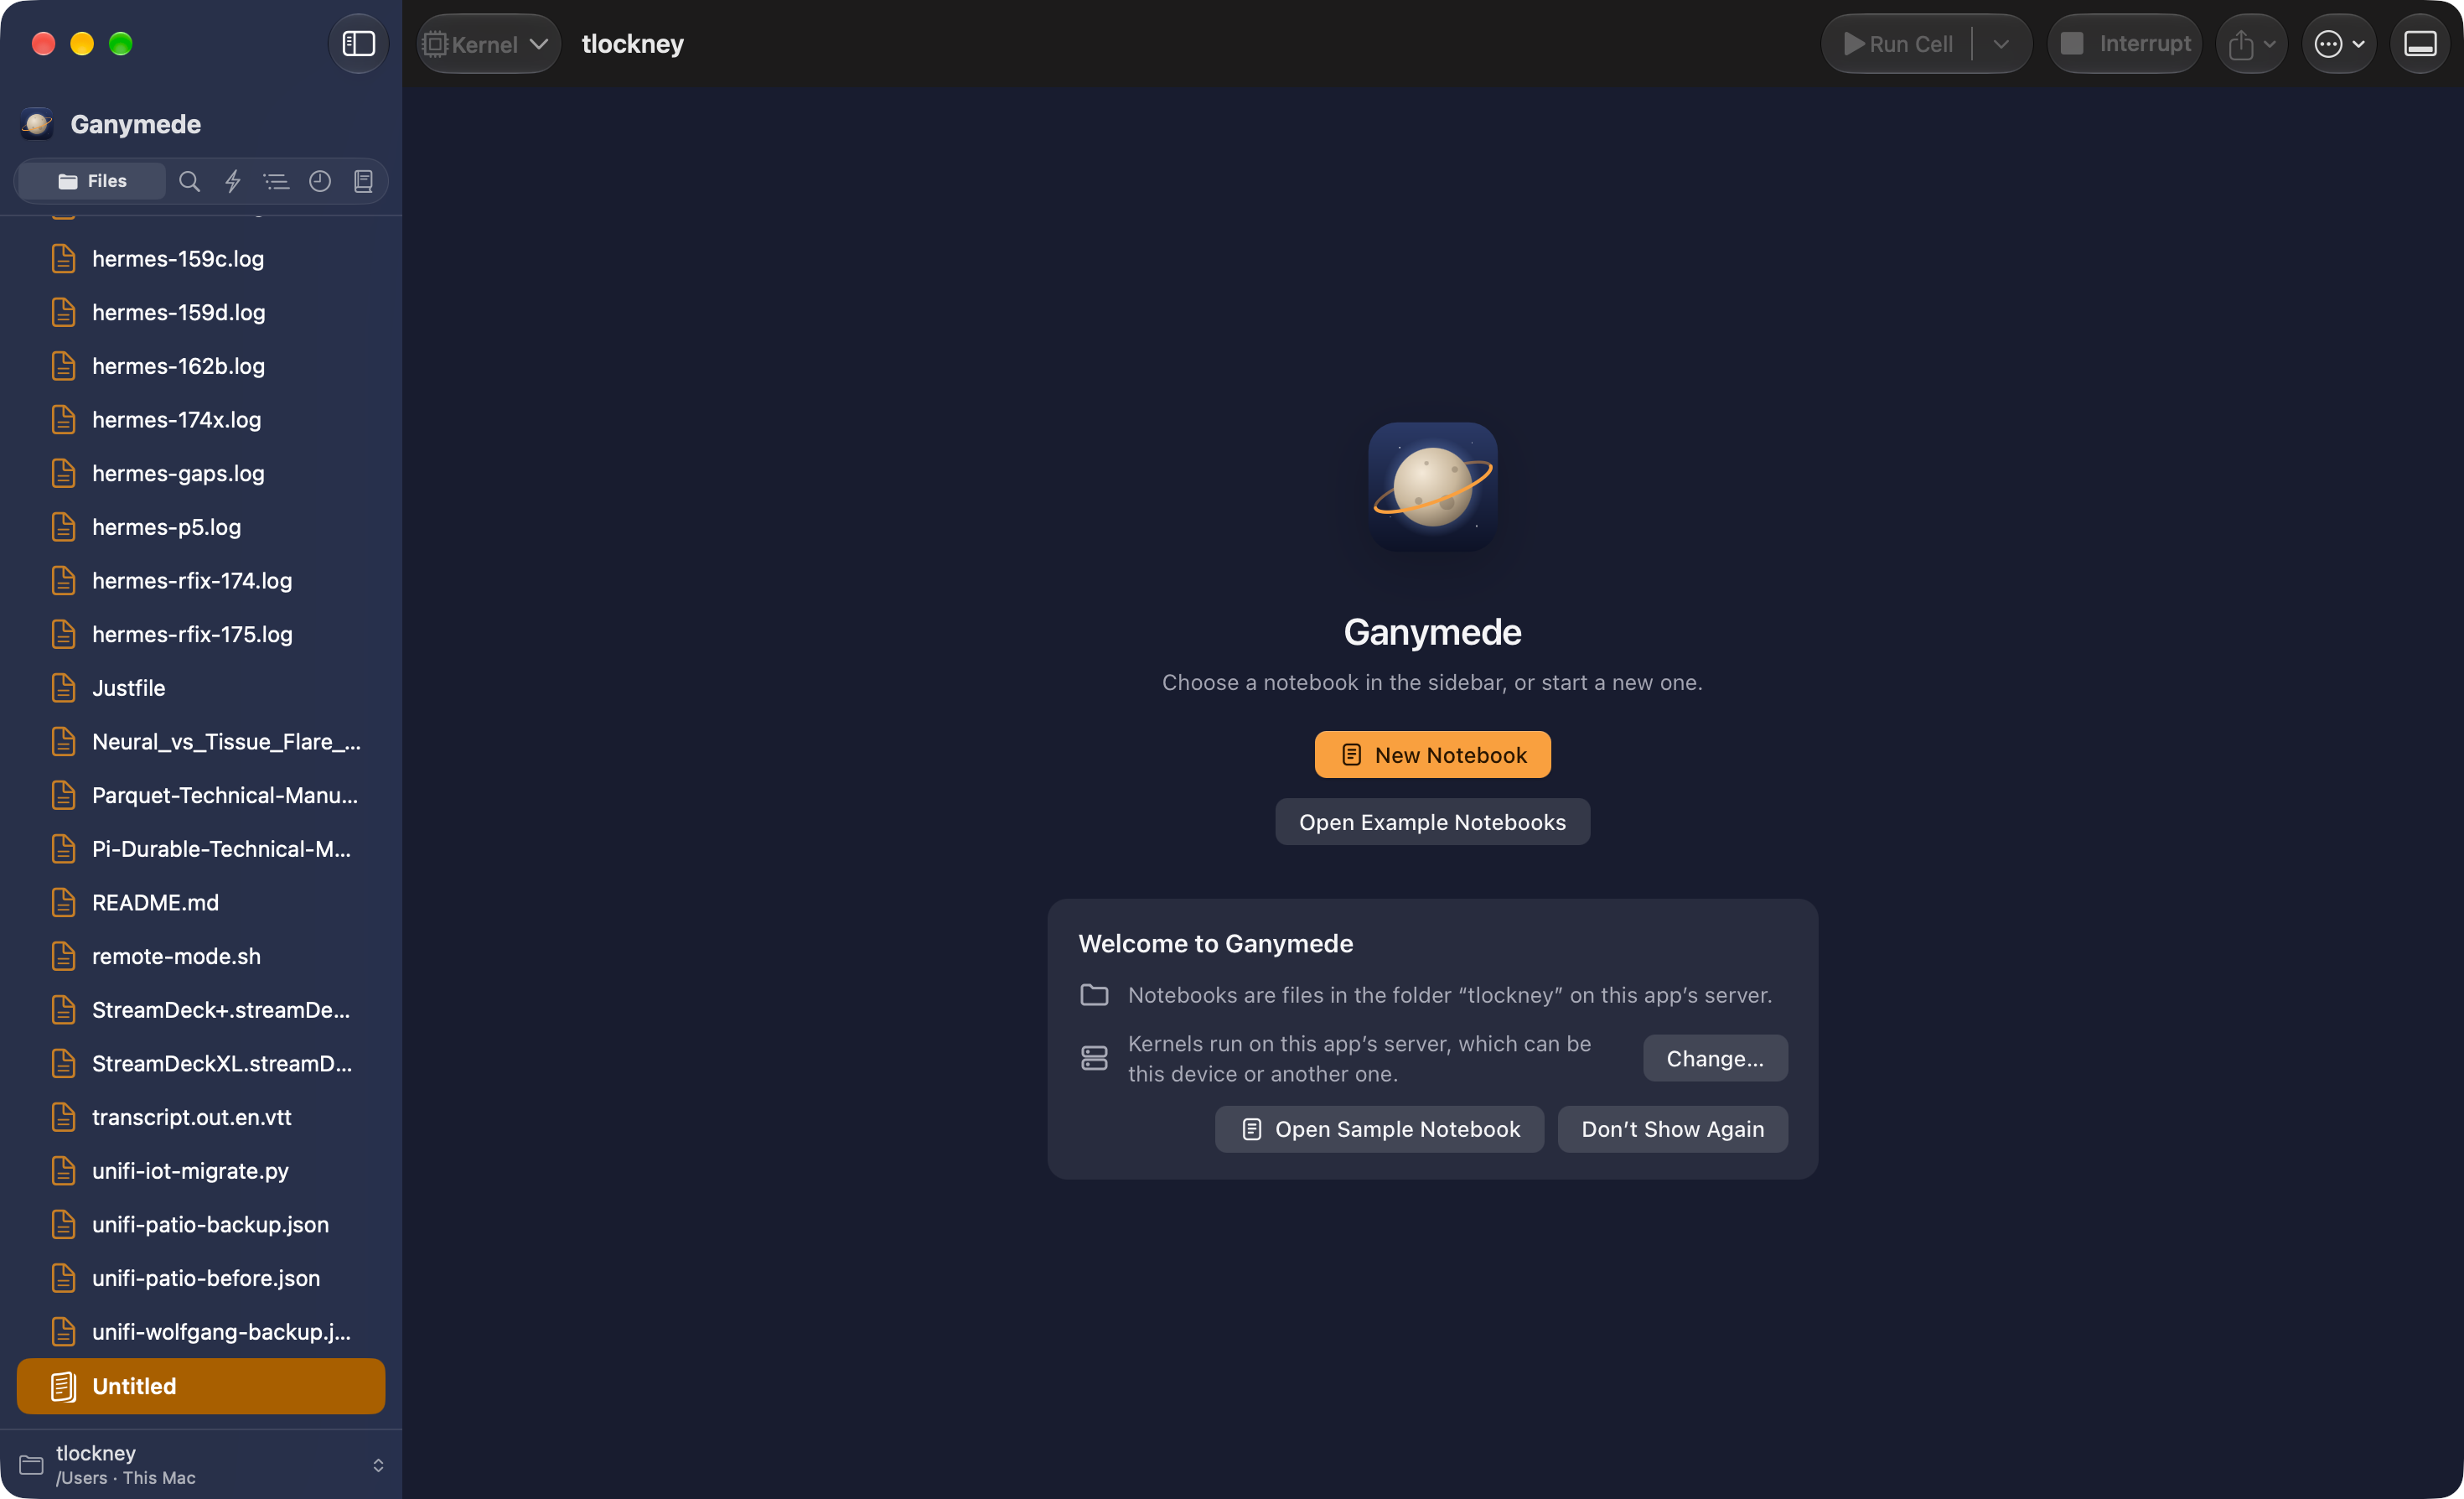 Kernel
tlockney
Run Cell
Interrupt
Ganymede
Files
hermes-159c.log
hermes-159d.log
hermes-162b.log
hermes-174x.log
hermes-gaps.log
hermes-p5.log
hermes-rfix-174.log
hermes-rfix-175.log
Justfile
Neural_vs_Tissue_Flare_...
Parquet-Technical-Manu...
Pi-Durable-Technical-M...
README.md
remote-mode.sh
StreamDeck+.streamDe...
StreamDeckXL.streamD...
transcript.out.en.vtt
unifi-iot-migrate.py
unifi-patio-backup.json
unifi-patio-before.json
unifi-wolfgang-backup.j...
Untitled
tlockney
/Users · This Mac
Ganymede
Choose a notebook in the sidebar, or start a new one.
New Notebook
Open Example Notebooks
Welcome to Ganymede
Notebooks are files in the folder “tlockney” on this app’s server.
Kernels run on this app’s server, which can be
this device or another one.
Change...
Open Sample Notebook
Don’t Show Again